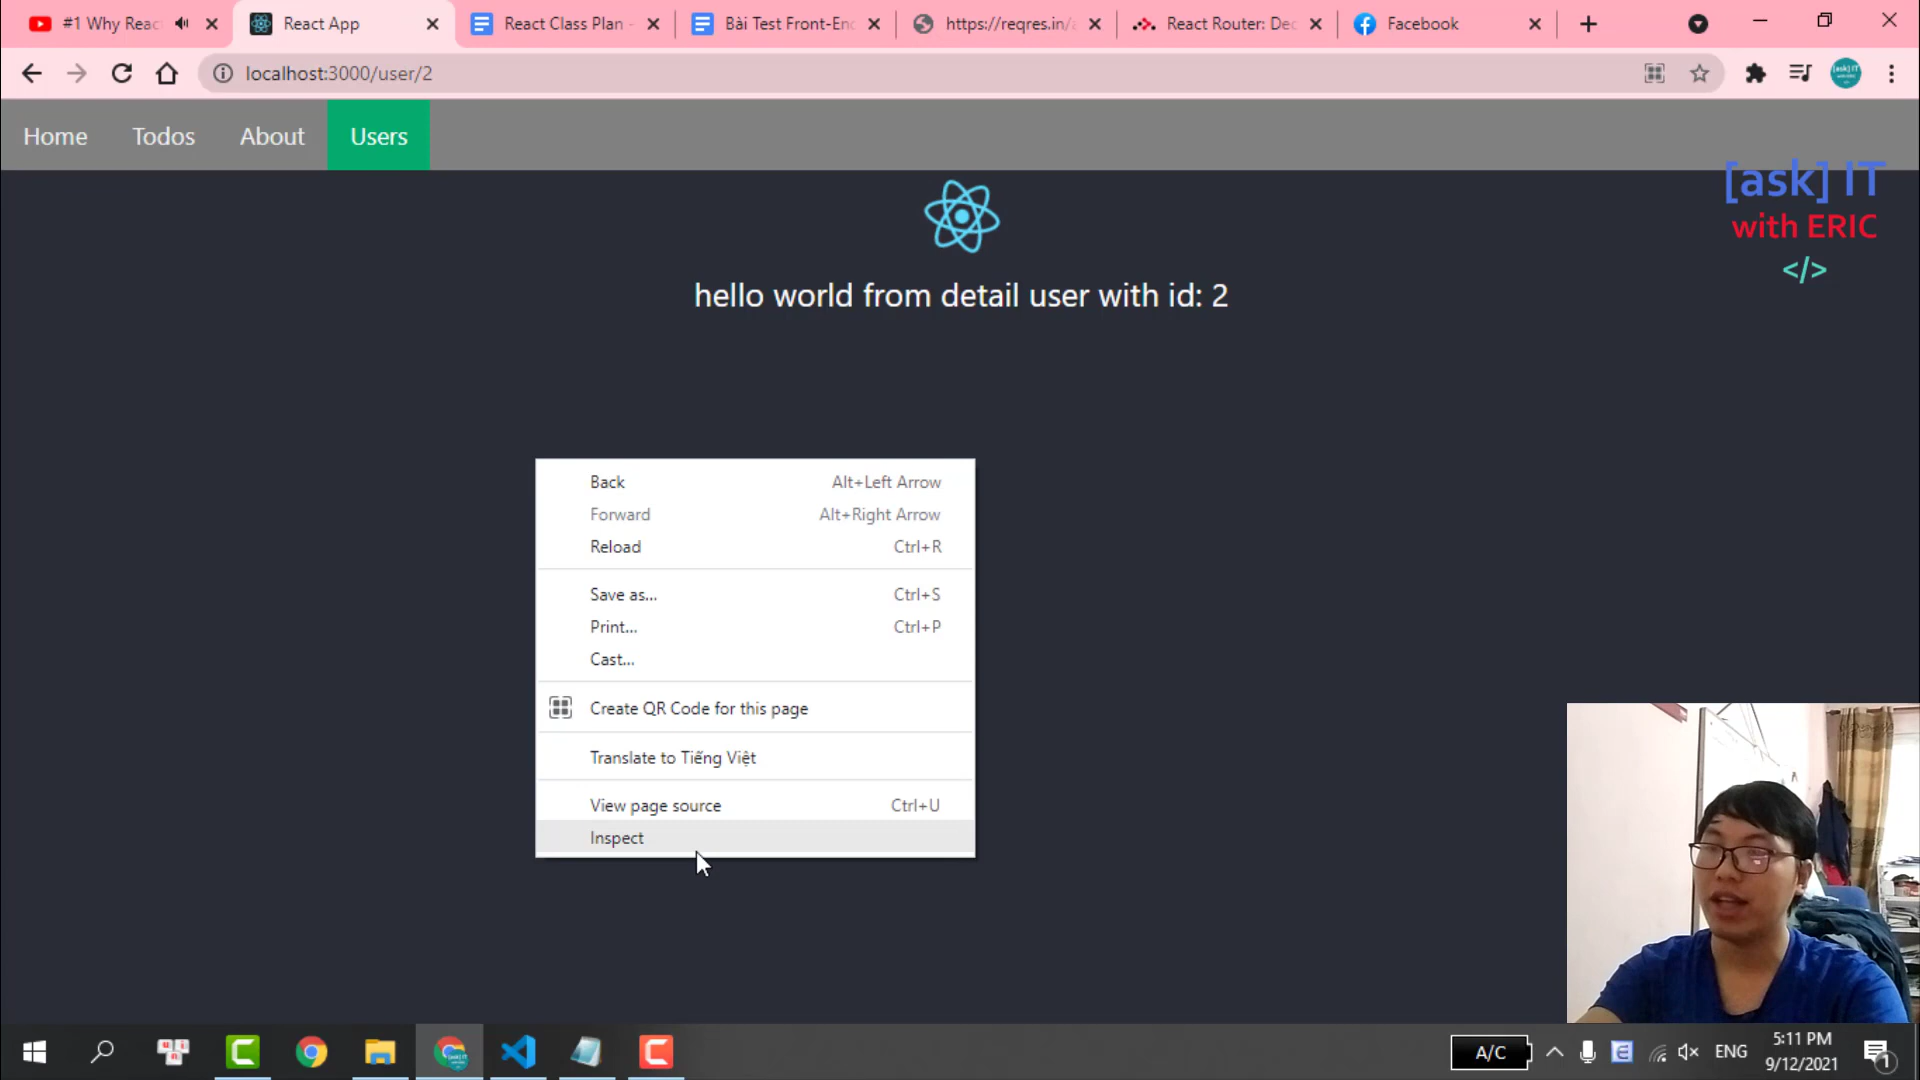 #1 Why Reac
React App
React Class Plan -
Bài Test Front-End
https://reqres.in/a
React Router: Dec
Facebook
localhost:3000/user/2
Home
Todos
About
Users
[ask] IT
with ERIC
</>
hello world from detail user with id: 2
Back Alt+Left Arrow
Forward Alt+Right Arrow
Reload Ctrl+R
Save as... Ctrl+S
Print... Ctrl+P
Cast...
Create QR Code for this page
Translate to Tiếng Việt
View page source Ctrl+U
Inspect
A/C
ENG
5:11 PM
9/12/2021
1